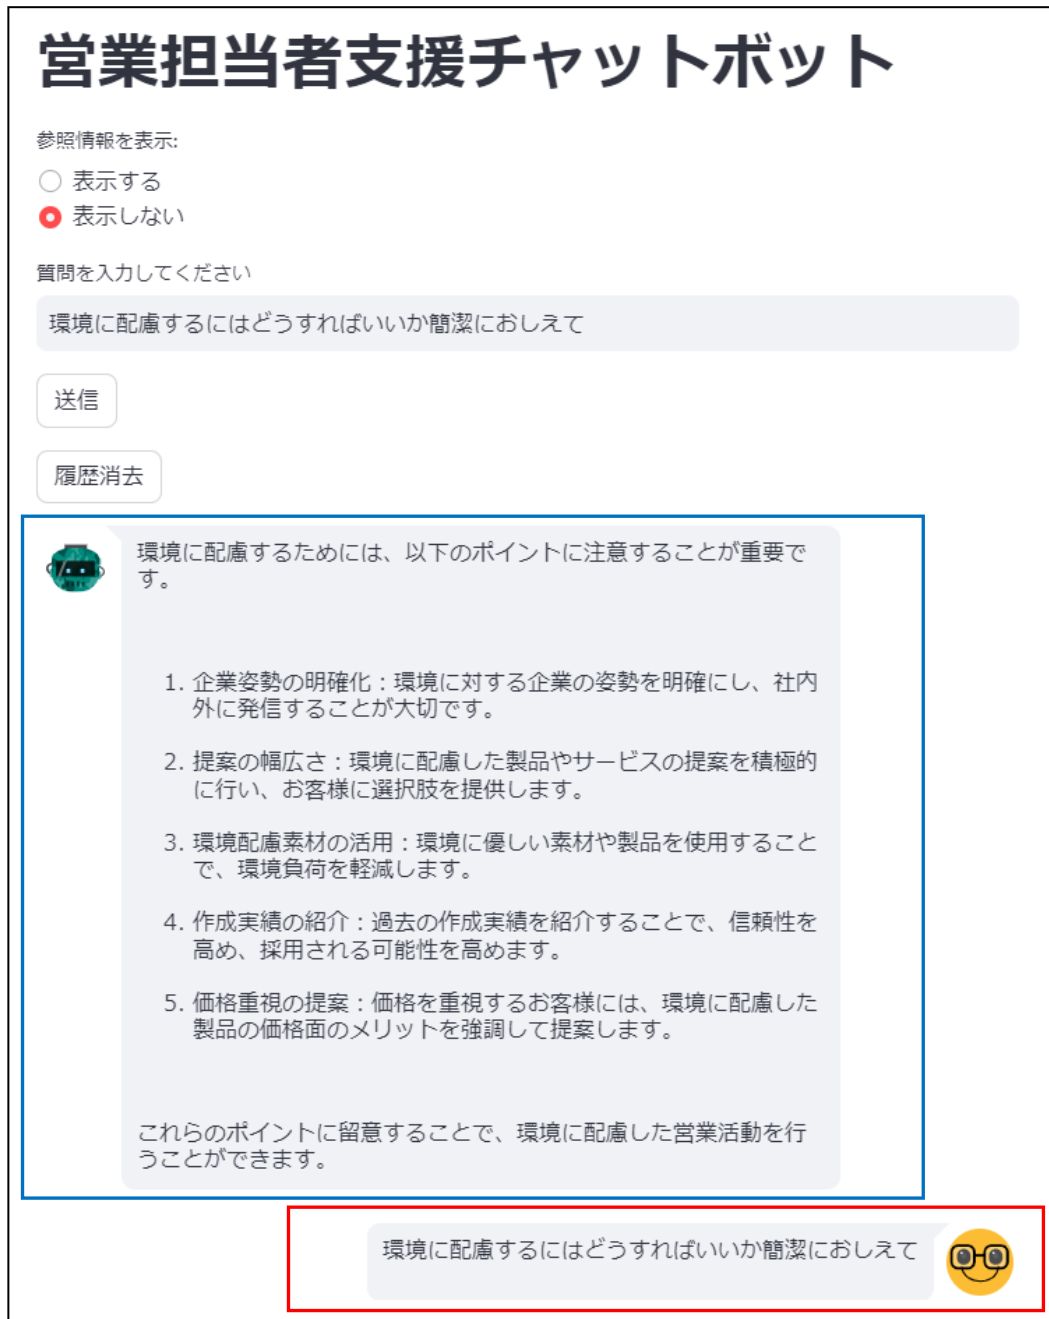 営業担当者支援チャットボット
参照情報を表示:
表示する
表示しない
質問を入力してください
環境に配慮するにはどうすればいいか簡潔におしえて
送信
履歴消去
環境に配慮するためには、以下のポイントに注意することが重要で
す。
1. 企業姿勢の明確化：環境に対する企業の姿勢を明確にし、社内
外に発信することが大切です。
2. 提案の幅広さ：環境に配慮した製品やサービスの提案を積極的
に行い、お客様に選択肢を提供します。
3. 環境配慮素材の活用：環境に優しい素材や製品を使用すること
で、環境負荷を軽減します。
4. 作成実績の紹介：過去の作成実績を紹介することで、信頼性を
高め、採用される可能性を高めます。
5. 価格重視の提案：価格を重視するお客様には、環境に配慮した
製品の価格面のメリットを強調して提案します。
これらのポイントに留意することで、環境に配慮した営業活動を行
うことができます。
環境に配慮するにはどうすればいいか簡潔におしえて